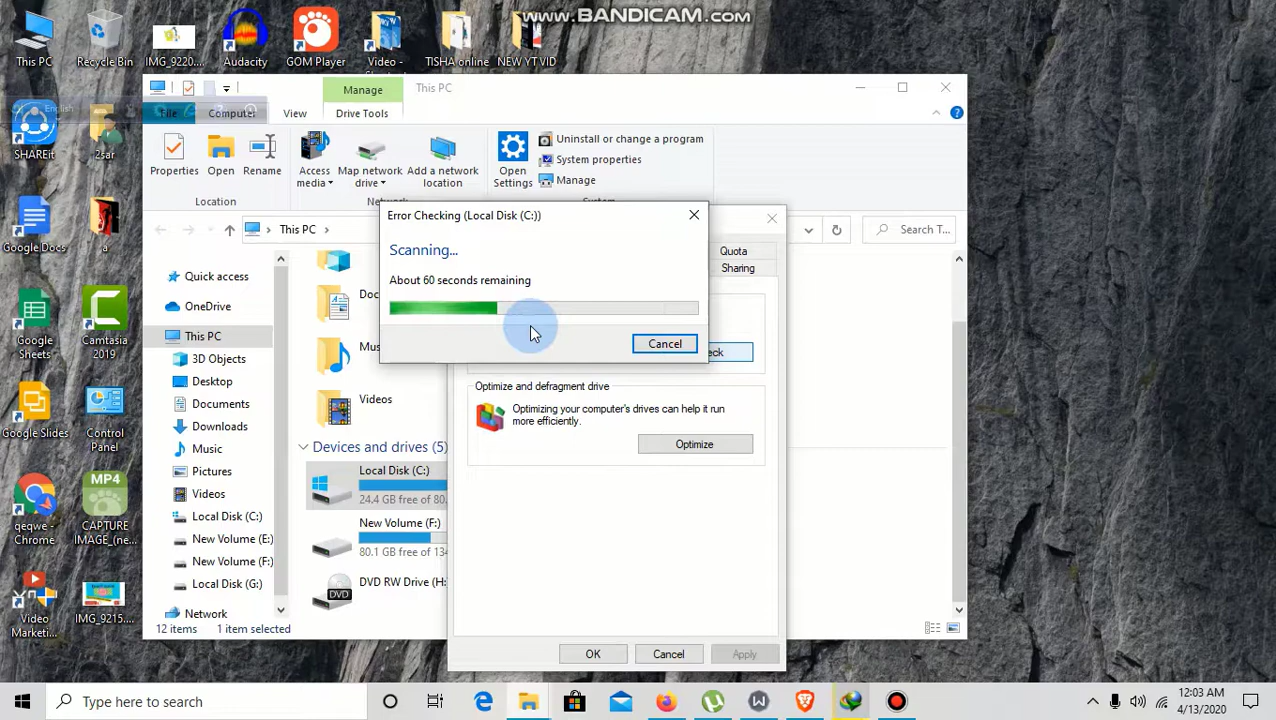 www.BANDICAM.com
This PC
Recycle Bin
IMG_9220...
Audacity
GOM Player
Video -
TISHA online
NEW YT VID
Manage
This PC
English
File
Computer
View
Drive Tools
SHAREit
2sar
Properties
Open
Rename
Access
media
Map network
drive
Add a network
location
Open
Settings
Uninstall or change a program
System properties
Manage
Location
Google Docs
a
This PC
Search T...
Error Checking (Local Disk (C:))
Scanning...
About 60 seconds remaining
Cancel
Quota
Sharing
eck
Optimize and defragment drive
Optimizing your computer's drives can help it run
more efficiently.
Optimize
OK
Cancel
Apply
Quick access
OneDrive
This PC
3D Objects
Desktop
Documents
Downloads
Music
Pictures
Videos
Local Disk (C:)
New Volume (E:)
New Volume (F:)
Local Disk (G:)
Network
Doc
Mus
Videos
Devices and drives (5)
Local Disk (C:)
24.4 GB free of 80.
New Volume (F:)
80.1 GB free of 134
DVD RW Drive (H:
DVD
12 items
1 item selected
Google
Sheets
Camtasia
2019
Google Slides
Control
Panel
MP4
qeqwe -
Chrome
CAPTURE
IMAGE_(ne...
Video
Marketi...
IMG_9215...
Type here to search
12:03 AM
4/13/2020